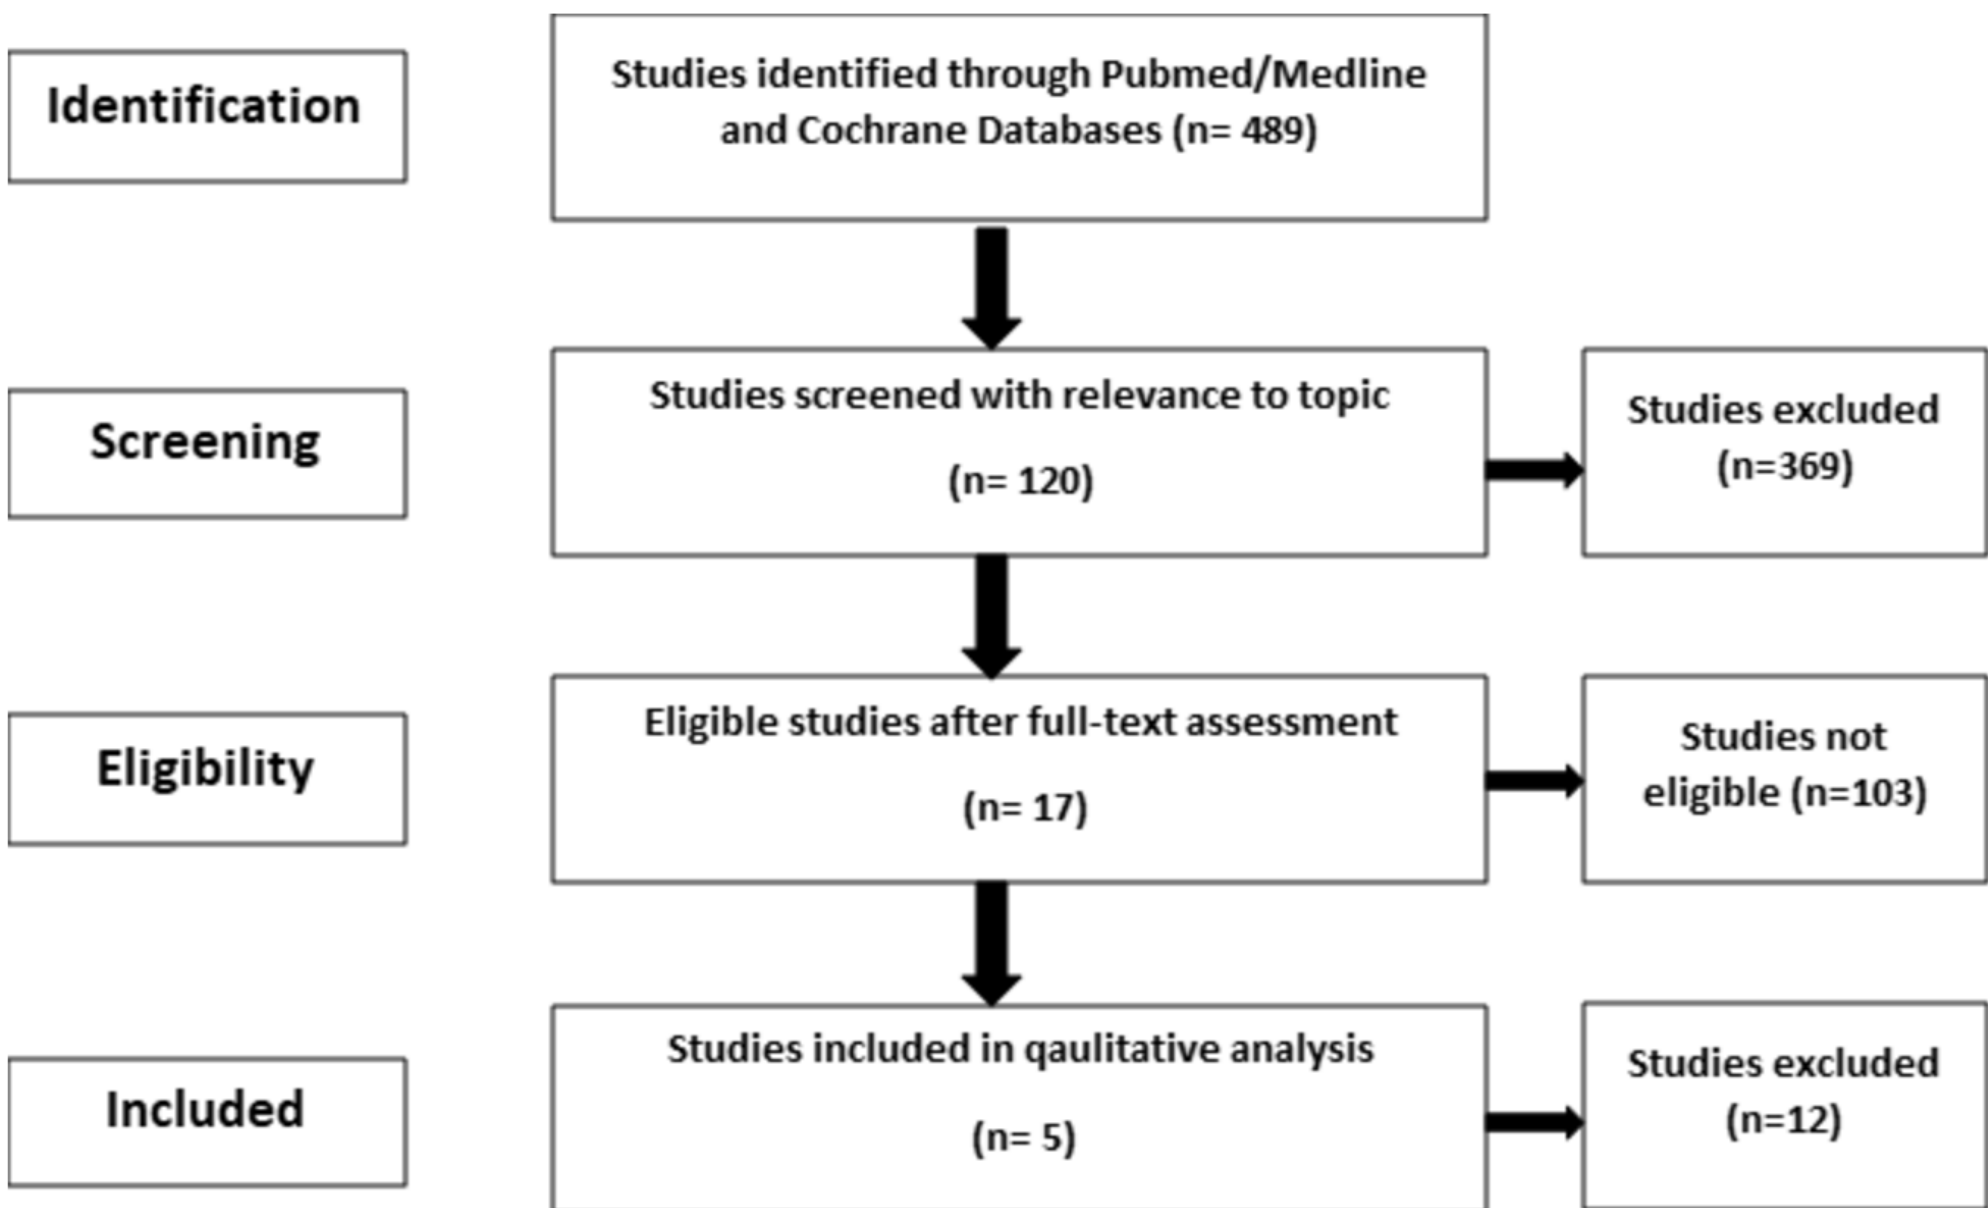 Identification
Studies identified through Pubmed/Medline
and Cochrane Databases (n= 489)
Screening
Studies screened with relevance to topic
(n= 120)
Studies excluded
(n=369)
Eligibility
Eligible studies after full-text assessment
(n= 17)
Studies not
eligible (n=103)
Included
Studies included in qaulitative analysis
(n= 5)
Studies excluded
(n=12)